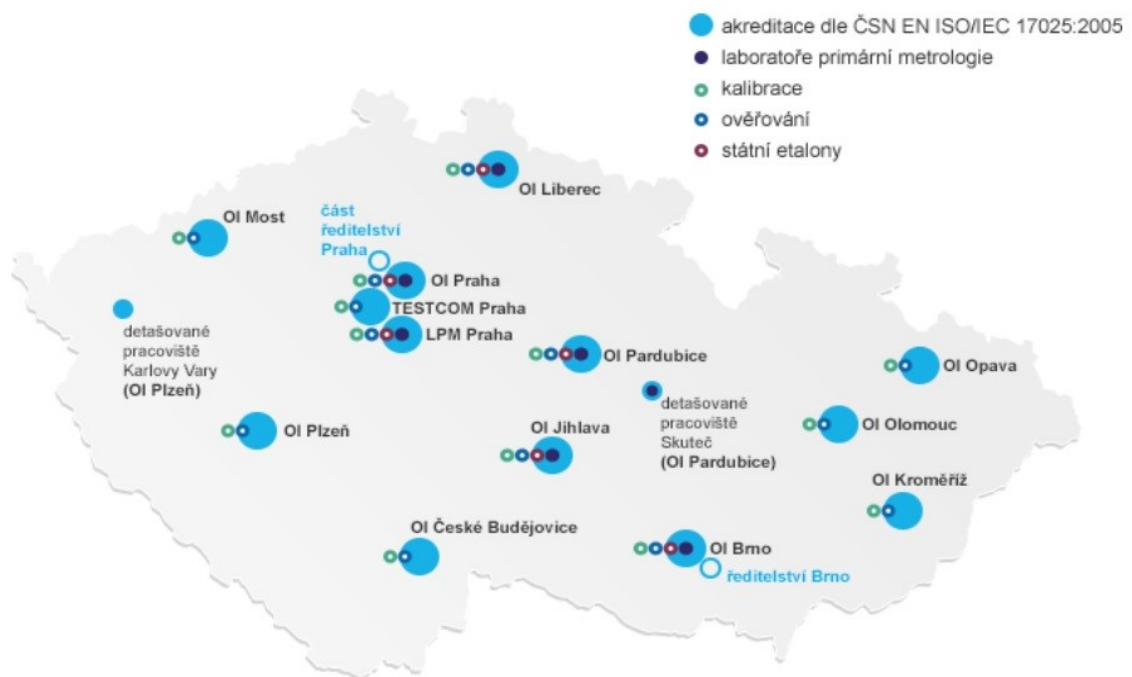 akreditace dle ČSN EN ISO/IEC 17025:2005
laboratoře primární metrologie
kalibrace
ověřování
státní etalony
OI Liberec
OI Most
část
ředitelství
Praha
OI Praha
TESTCOM Praha
LPM Praha
detašované
pracoviště
Karlovy Vary
(OI Plzeň)
OI Pardubice
OI Opava
detašované
pracoviště
Skuteč
(OI Pardubice)
OI Olomouc
OI Plzeň
OI Jihlava
OI Kroměříž
OI České Budějovice
OI Brno
ředitelství Brno